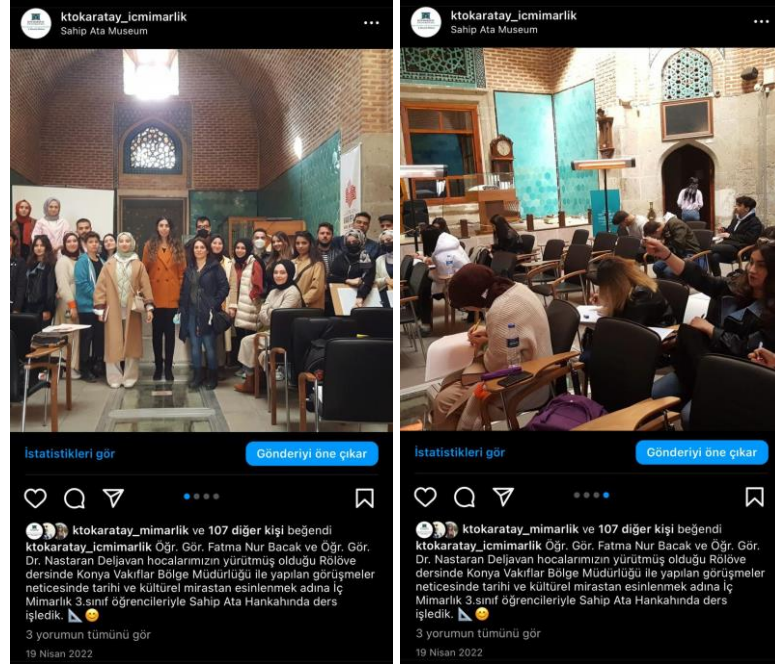 ktokaratay_icmimarlik
Sahip Ata Museum
İstatistikleri gör
Gönderiyi öne çıkar
ktokaratay_mimarlik ve 107 diğer kişi beğendi
ktokaratay_icmimarlik Öğr. Gör. Fatma Nur Bacak ve Öğr. Gör.
Dr. Nastaran Deljavan hocalarımızın yürütmüş olduğu Rölöve
dersinde Konya Vakıflar Bölge Müdürlüğü ile yapılan görüşmeler
neticesinde tarihi ve kültürel mirastan esinlenmek adına İç
Mimarlık 3.sınıf öğrencileriyle Sahip Ata Hankahında ders
işledik. 📐😊
3 yorumun tümünü gör
19 Nisan 2022
ktokaratay_icmimarlik
Sahip Ata Museum
İstatistikleri gör
Gönderiyi öne çıkar
ktokaratay_mimarlik ve 107 diğer kişi beğendi
ktokaratay_icmimarlik Öğr. Gör. Fatma Nur Bacak ve Öğr. Gör.
Dr. Nastaran Deljavan hocalarımızın yürütmüş olduğu Rölöve
dersinde Konya Vakıflar Bölge Müdürlüğü ile yapılan görüşmeler
neticesinde tarihi ve kültürel mirastan esinlenmek adına İç
Mimarlık 3.sınıf öğrencileriyle Sahip Ata Hankahında ders
işledik. 📐😊
3 yorumun tümünü gör
19 Nisan 2022